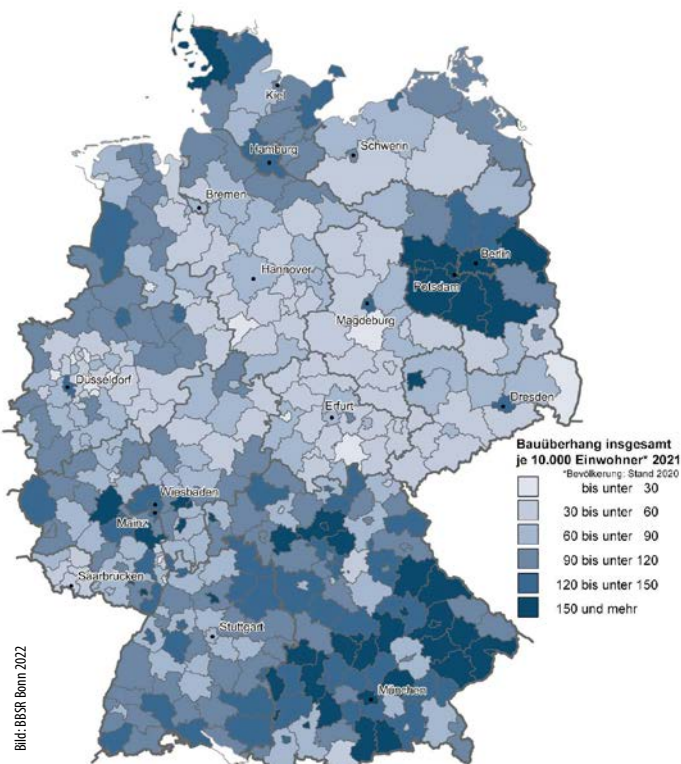 Kiel
Schwerin
Hamburg
Bremen
Berlin
Hannover
Potsdam
Magdeburg
Düsseldorf
Erfurt
Dresden
Wiesbaden
Mainz
Saarbrücken
Stuttgart
München
Bauüberhang insgesamt
je 10.000 Einwohner* 2021
*Bevölkerung: Stand 2020
bis unter 30
30 bis unter 60
60 bis unter 90
90 bis unter 120
120 bis unter 150
150 und mehr
Bild: BBSR Bonn 2022